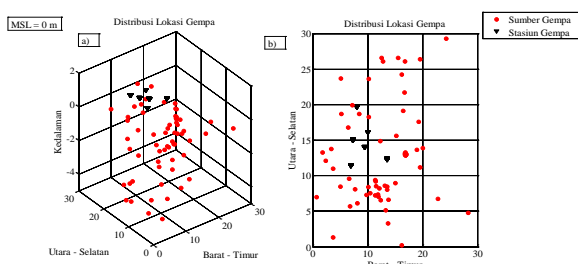 MSL = 0 m
Distribusi Lokasi Gempa
a)
2
0
-2
-4
Kedalaman
30
20
10
0
Utara - Selatan
0
10
20
30
Barat - Timur
Distribusi Lokasi Gempa
b)
30
25
20
15
10
5
0
Utara - Selatan
0
10
20
30
Barat - Timur
Sumber Gempa
Stasiun Gempa